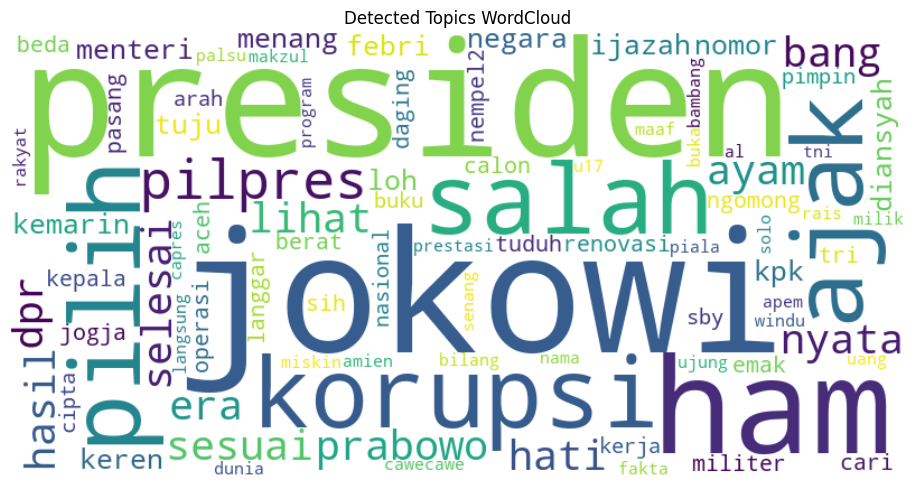 Detected Topics WordCloud
beda
menteri
palsu
makzul
menang
febri
negara
ijazah
nomor
bang
presiden
pasang
arah
tuju
program
daging
nempel2
maaf
buka
bambang
pimpin
al
tni
ajak
diansyah
rakyat
pilih
pilpres
loh
buku
calon
u17
salah
ayam
ngomong
rais
milik
kemarin
selesai
capres
aceh
lihat
berat
nasional
prestasi
tuduh
renovasi
piala
solo
tri
kpk
kepala
dpr
jogja
langsung
operasi
langgar
jokowi
sih
senang
sby
apem
windu
nyata
hasil
cipta
miskin
amien
bilang
nama
ujung
emak
uang
era
korupsi
ham
keren
sesuai
prabowo
hati
kerja
dunia
cawecawe
fakta
militer
cari